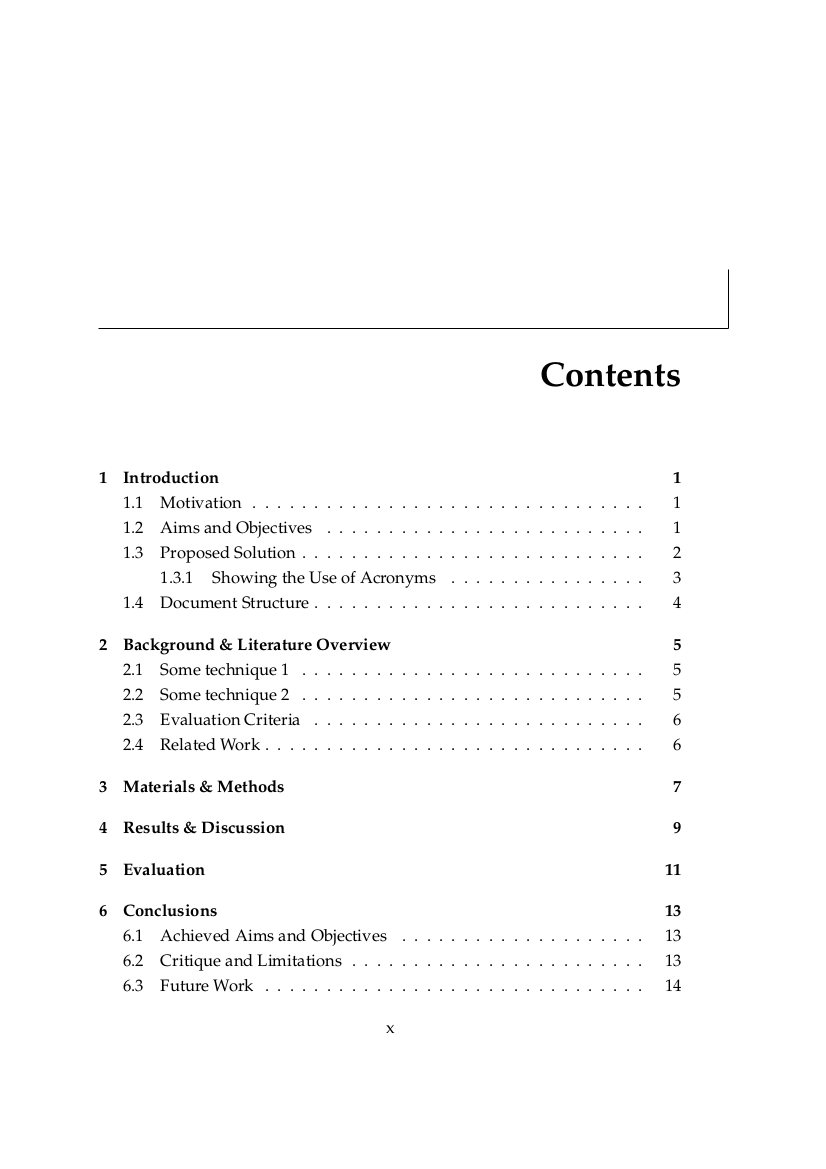 Contents
1 Introduction 1
1.1 Motivation . . . . . . . . . . . . . . . . . . . . . . . . . . . . . . . . 1
1.2 Aims and Objectives . . . . . . . . . . . . . . . . . . . . . . . . . . 1
1.3 Proposed Solution . . . . . . . . . . . . . . . . . . . . . . . . . . . . 2
1.3.1 Showing the Use of Acronyms . . . . . . . . . . . . . . . . 3
1.4 Document Structure . . . . . . . . . . . . . . . . . . . . . . . . . . . 4
2 Background & Literature Overview 5
2.1 Some technique 1 . . . . . . . . . . . . . . . . . . . . . . . . . . . . 5
2.2 Some technique 2 . . . . . . . . . . . . . . . . . . . . . . . . . . . . 5
2.3 Evaluation Criteria . . . . . . . . . . . . . . . . . . . . . . . . . . . 6
2.4 Related Work . . . . . . . . . . . . . . . . . . . . . . . . . . . . . . . 6
3 Materials & Methods 7
4 Results & Discussion 9
5 Evaluation 11
6 Conclusions 13
6.1 Achieved Aims and Objectives . . . . . . . . . . . . . . . . . . . . 13
6.2 Critique and Limitations . . . . . . . . . . . . . . . . . . . . . . . . 13
6.3 Future Work . . . . . . . . . . . . . . . . . . . . . . . . . . . . . . . 14
x